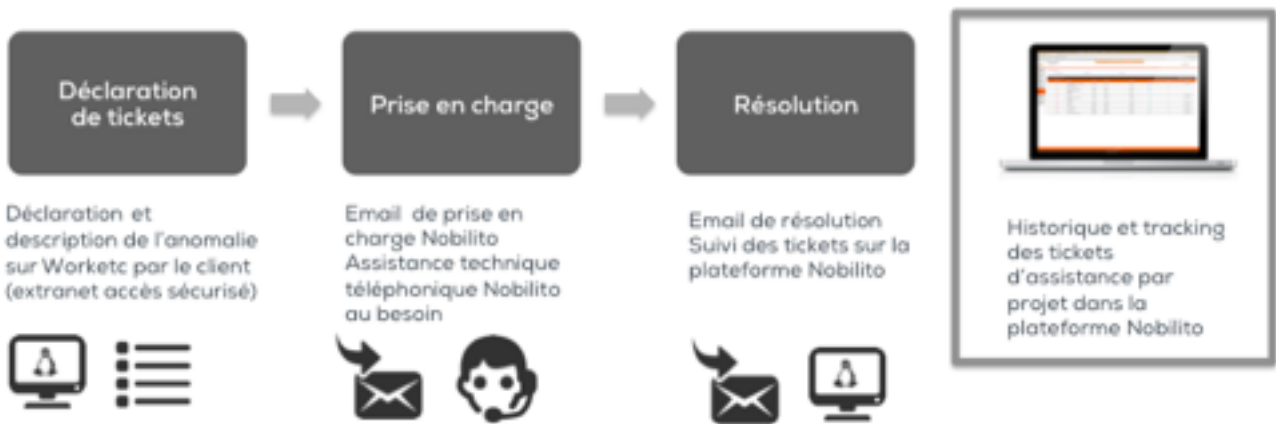 Déclaration
de tickets
Prise en charge
Résolution
Déclaration et
description de l'anomalie
sur Worketc par le client
(extranet accès sécurisé)
Email de prise en
charge Nobilito
Assistance technique
téléphonique Nobilito
au besoin
Email de résolution
Suivi des tickets sur la
plateforme Nobilito
Historique et tracking
des tickets
d'assistance par
projet dans la
plateforme Nobilito